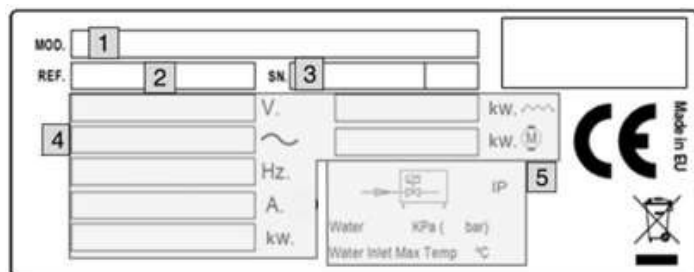 MOD. 1
REF. 2 SN. 3
V. kw.
4 kw. M
Hz. 5
IP
A.
Water KPa ( bar)
kw.
Water Inlet Max Temp ºC
CE
Made in EU